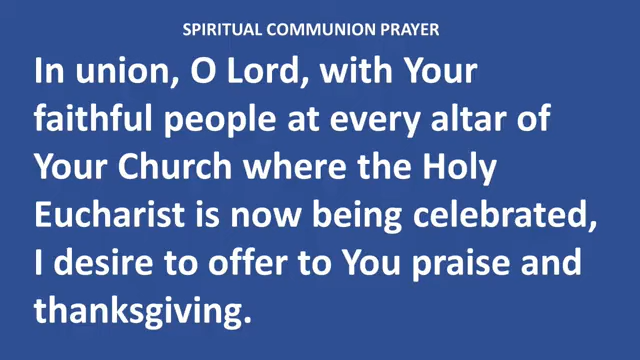 SPIRITUAL COMMUNION PRAYER
In union, O Lord, with Your
faithful people at every altar of
Your Church where the Holy
Eucharist is now being celebrated,
I desire to offer to You praise and
thanksgiving.